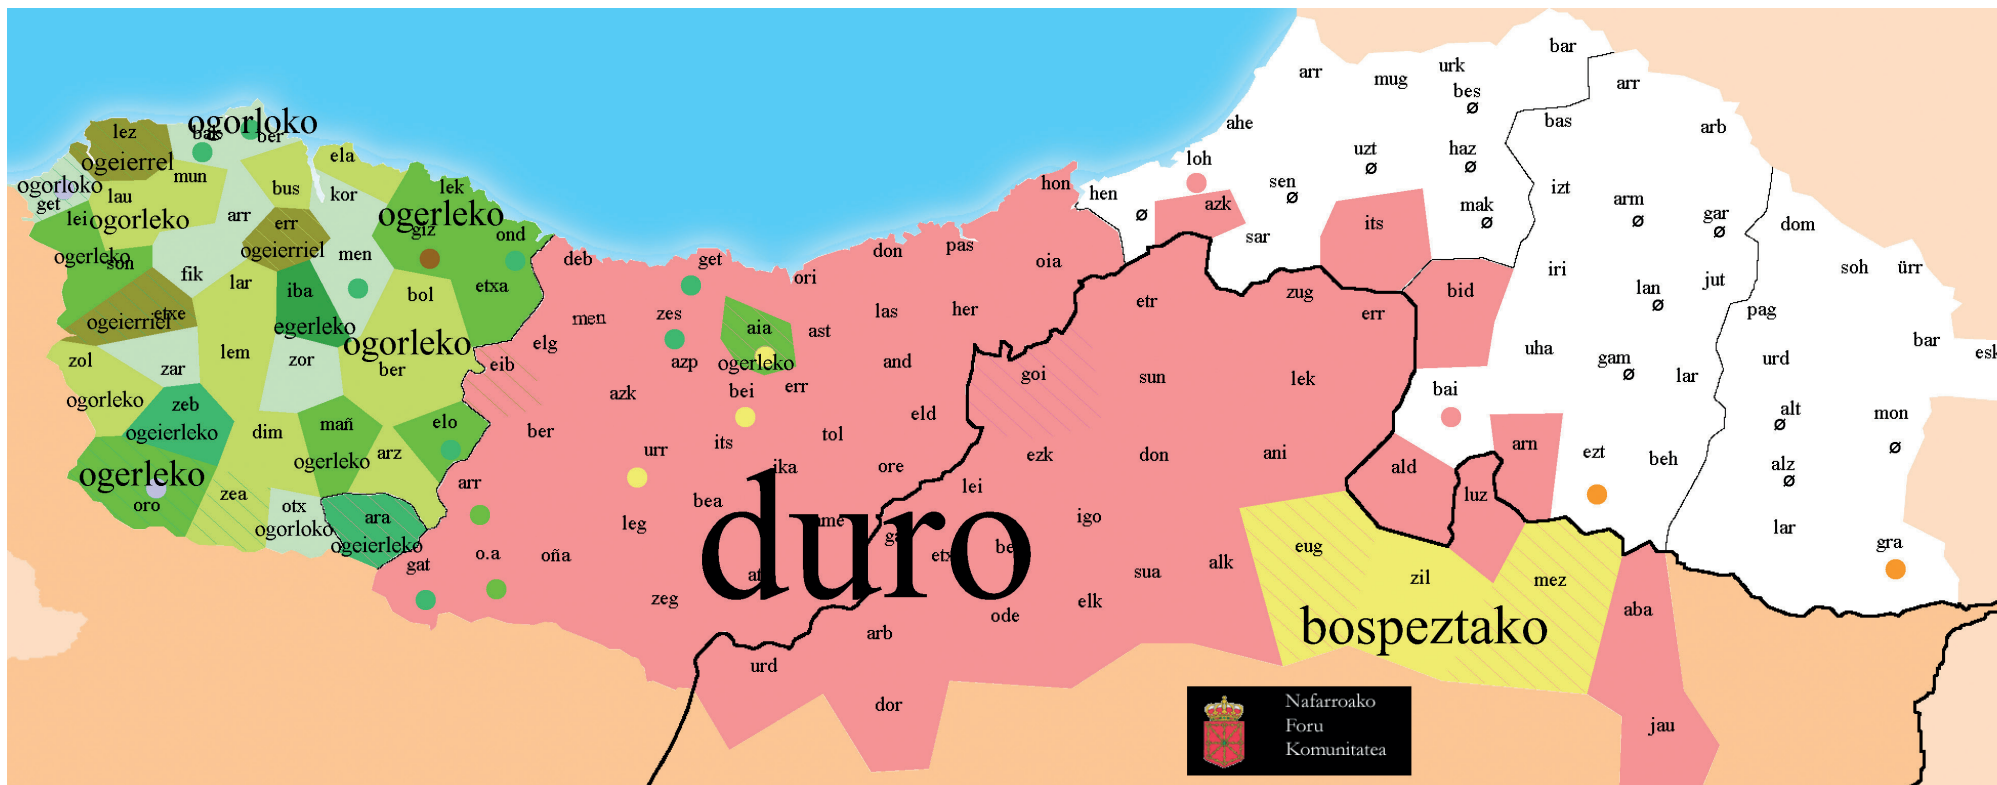 bar
arr
mug
urk
bes
Ø
arr
ahe
bas
arb
ogorloko
ber
lez
ogeierrel
ela
uzt
Ø
haz
Ø
loh
mun
ogorloko
get
lau
bus
kor
lek
hon
hen
Ø
sen
Ø
azk
its
mak
Ø
izt
arm
Ø
gar
Ø
dom
lei
ogorleko
arr
err
ogeierriel
ogerleko
giz
ond
don
pas
sar
ogerleko
son
fik
lar
men
iba
bol
etxa
deb
get
ori
oia
iri
soh
ürr
jut
etr
zug
bid
lan
Ø
ogeierriel
etxe
egerleko
ogorleko
men
zes
aia
ogerleko
ast
las
her
err
pag
bar
esk
zol
zar
lem
zor
ber
elg
eib
azp
and
uha
gam
Ø
lar
urd
goi
sun
lek
bai
ogorleko
zeb
ogeierleko
dim
mañ
ogerleko
arz
elo
azk
bei
err
eld
alt
Ø
mon
Ø
ber
urr
its
tol
arn
ogerleko
oro
zea
otx
ogorloko
ara
ogeierleko
arr
ika
ore
ezk
don
ani
ald
ezt
beh
alz
Ø
lei
luz
leg
bea
duro
igo
eug
lar
gra
gat
o.a
oña
etx
sua
alk
zil
mez
zeg
ode
elk
aba
bospeztako
arb
urd
dor
jau
Nafarroako
Foru
Komunitatea